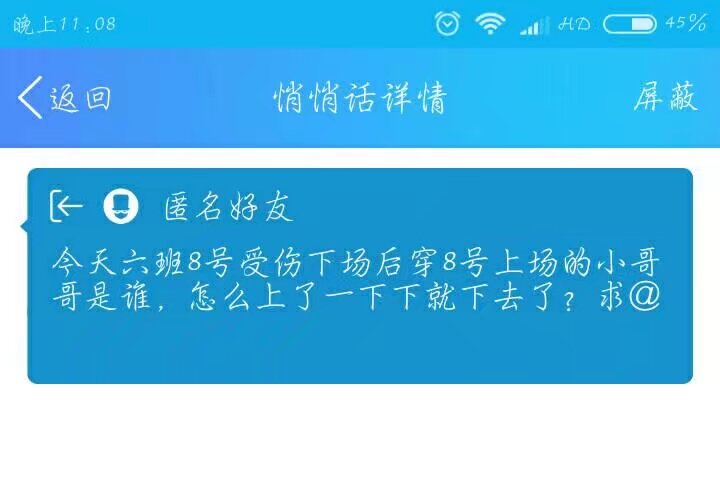 晚上11:08 HD 45%
返回 悄悄话详情 屏蔽
匿名好友
今天六班8号受伤下场后穿8号上场的小哥
哥是谁，怎么上了一下下就下去了？求@